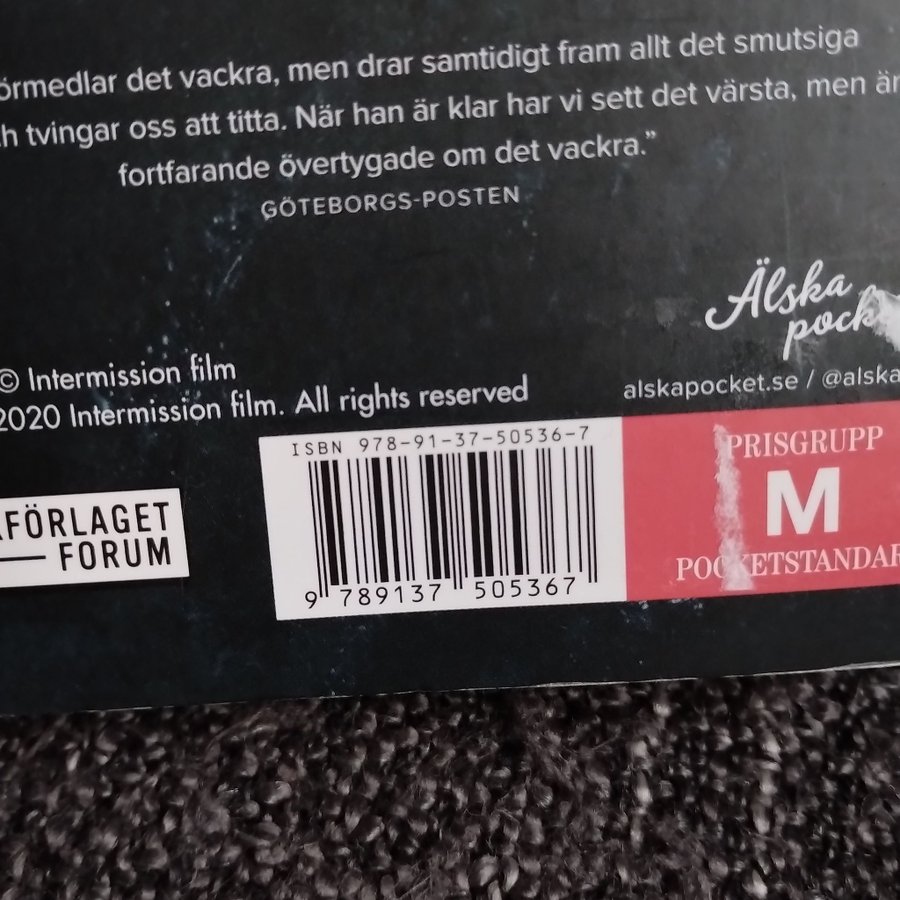 det vackra, men drar samtidigt fram allt det smutsiga
tvingar oss att titta. När han är klar har vi sett det värsta, men är
fortfarande övertygade om det vackra.”
GÖTEBORGS-POSTEN
Älska
alskapocket.se /
© Intermission film
2020 Intermission film. All rights reserved
ISBN 978-91-37-50536-7
9 789137 505367
PRISGRUPP
M
FORUM